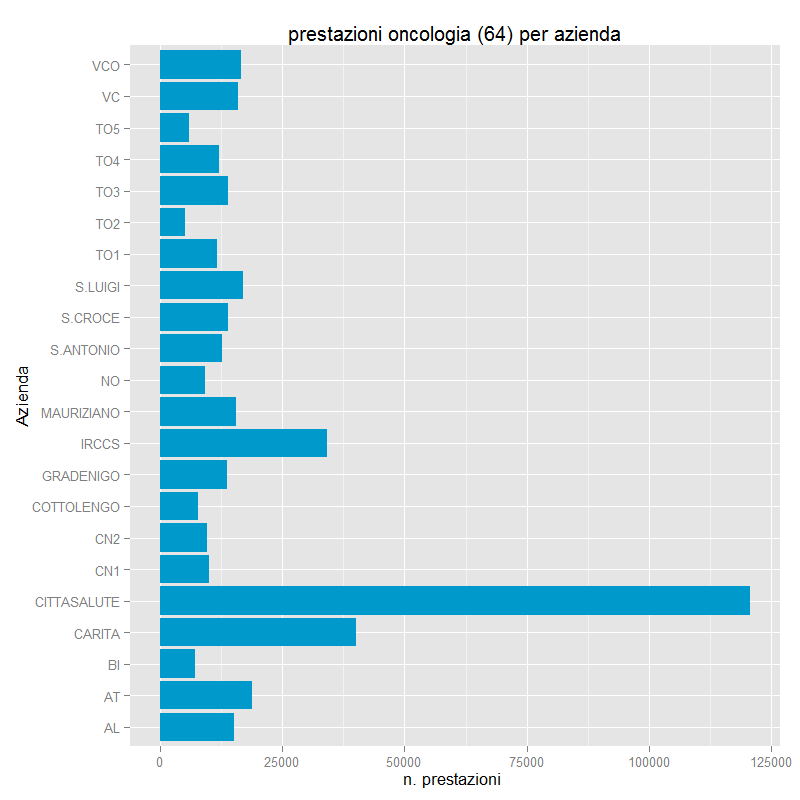 prestazioni oncologia (64) per azienda
VCO
VC
TO5
TO4
TO3
TO2
TO1
S.LUIGI
S.CROCE
S.ANTONIO
NO
MAURIZIANO
IRCCS
GRADENIGO
COTTOLENGO
CN2
CN1
CITTASALUTE
CARITA
BI
AT
AL
Azienda
0 25000 50000 75000 100000 125000
n. prestazioni